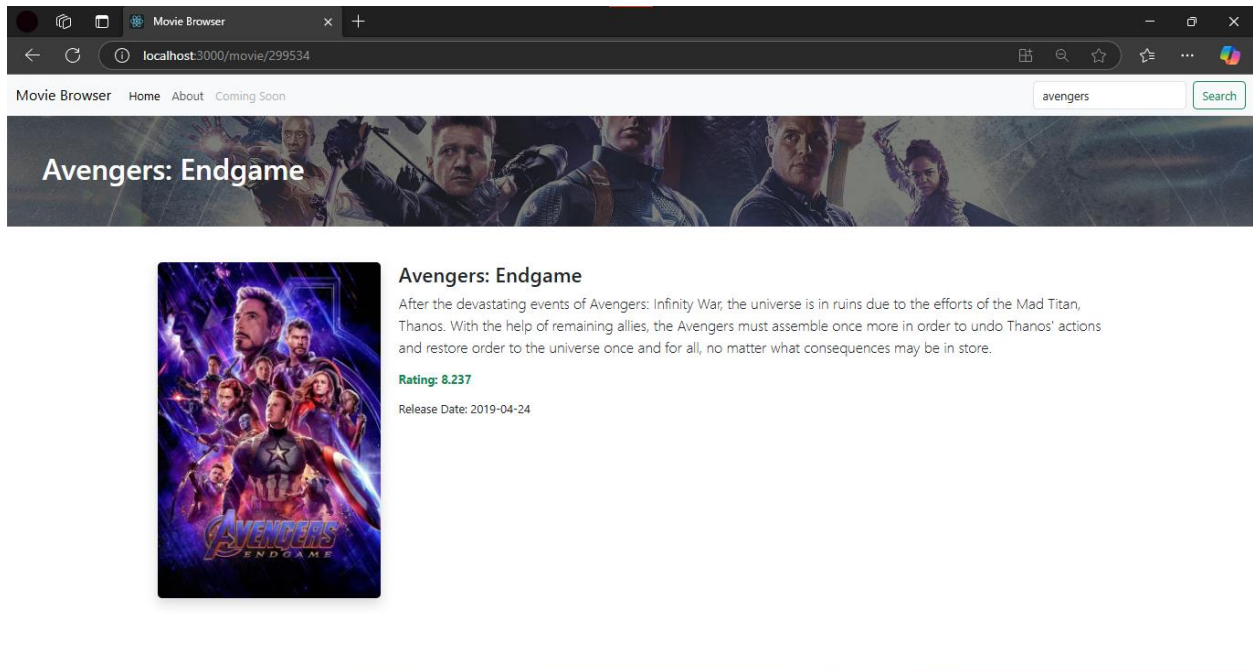 Movie Browser
localhost:3000/movie/299534
Movie Browser Home About Coming Soon avengers Search
Avengers: Endgame
Avengers: Endgame
After the devastating events of Avengers: Infinity War, the universe is in ruins due to the efforts of the Mad Titan,
Thanos. With the help of remaining allies, the Avengers must assemble once more in order to undo Thanos' actions
and restore order to the universe once and for all, no matter what consequences may be in store.
Rating: 8.237
Release Date: 2019-04-24
AVENGERS
ENDGAME